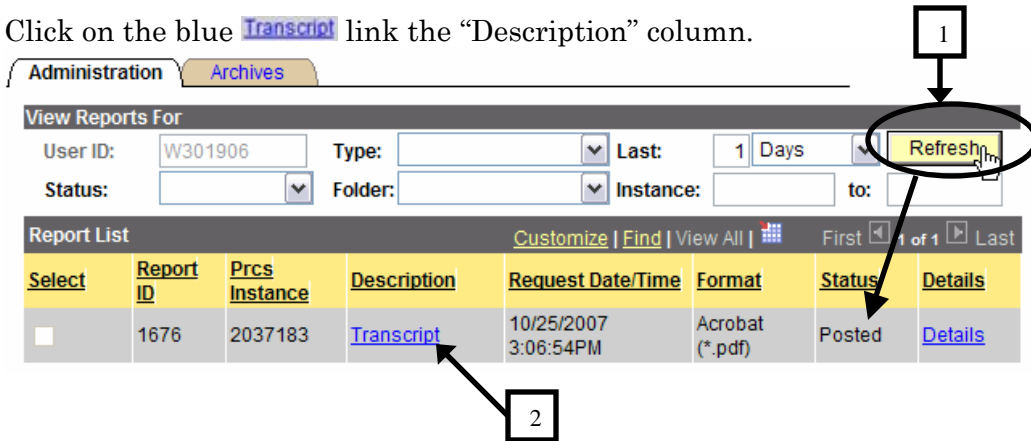 Click on the blue Transcript link the “Description” column.
1
Administration Archives
View Reports For
User ID: W301906 Type: Last: 1 Days Refresh
Status: Folder: Instance: to:
Report List Customize | Find | View All | First 1 of 1 Last
Select Report ID Prcs Instance Description Request Date/Time Format Status Details
1676 2037183 Transcript 10/25/2007 3:06:54PM Acrobat (*.pdf) Posted Details
2